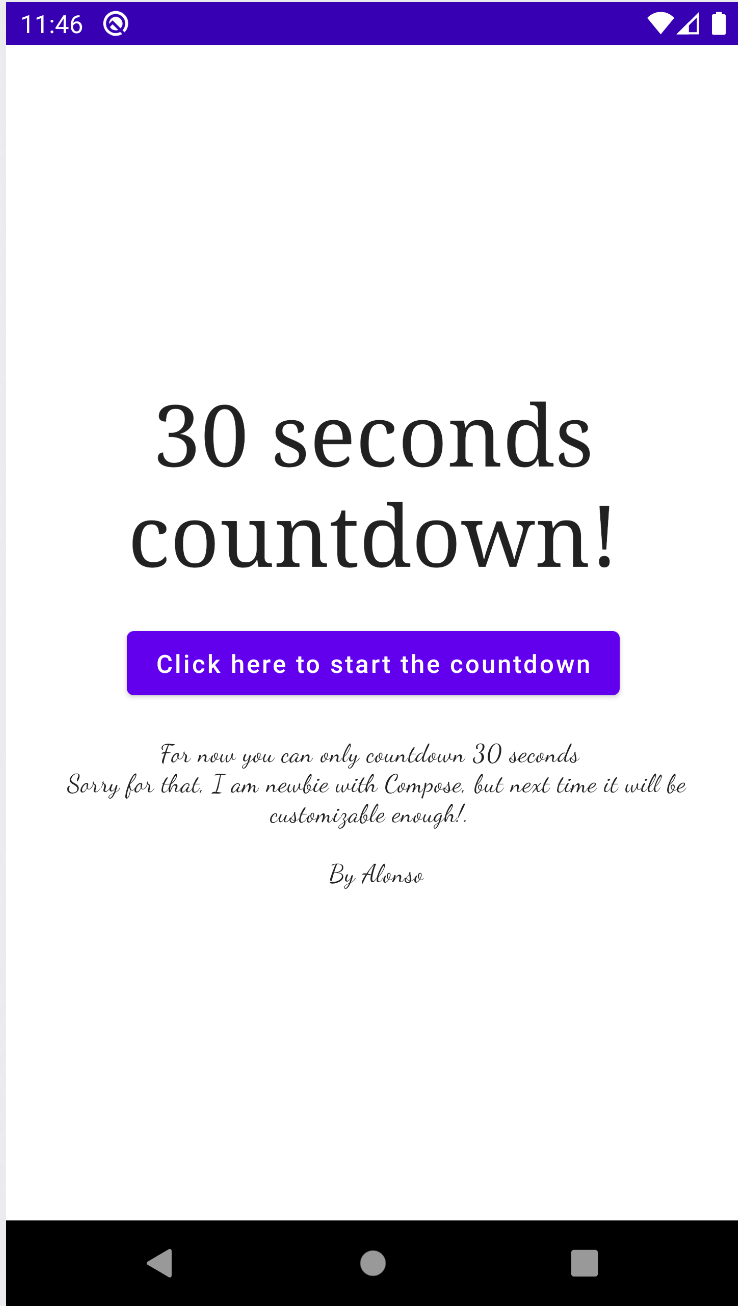 11:46
30 seconds
countdown!
Click here to start the countdown
For now you can only countdown 30 seconds
Sorry for that, I am newbie with Compose, but next time it will be
customizable enough!.
By Alonso